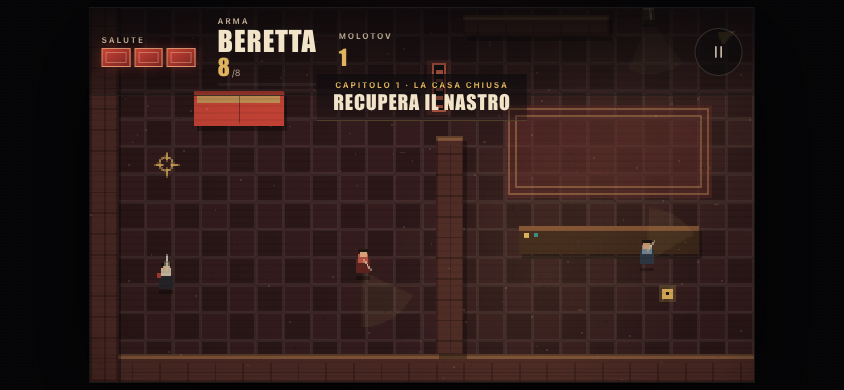 SALUTE
ARMA
BERETTA
8/8
MOLOTOV
1
CAPITOLO 1 · LA CASA CHIUSA
RECUPERA IL NASTRO